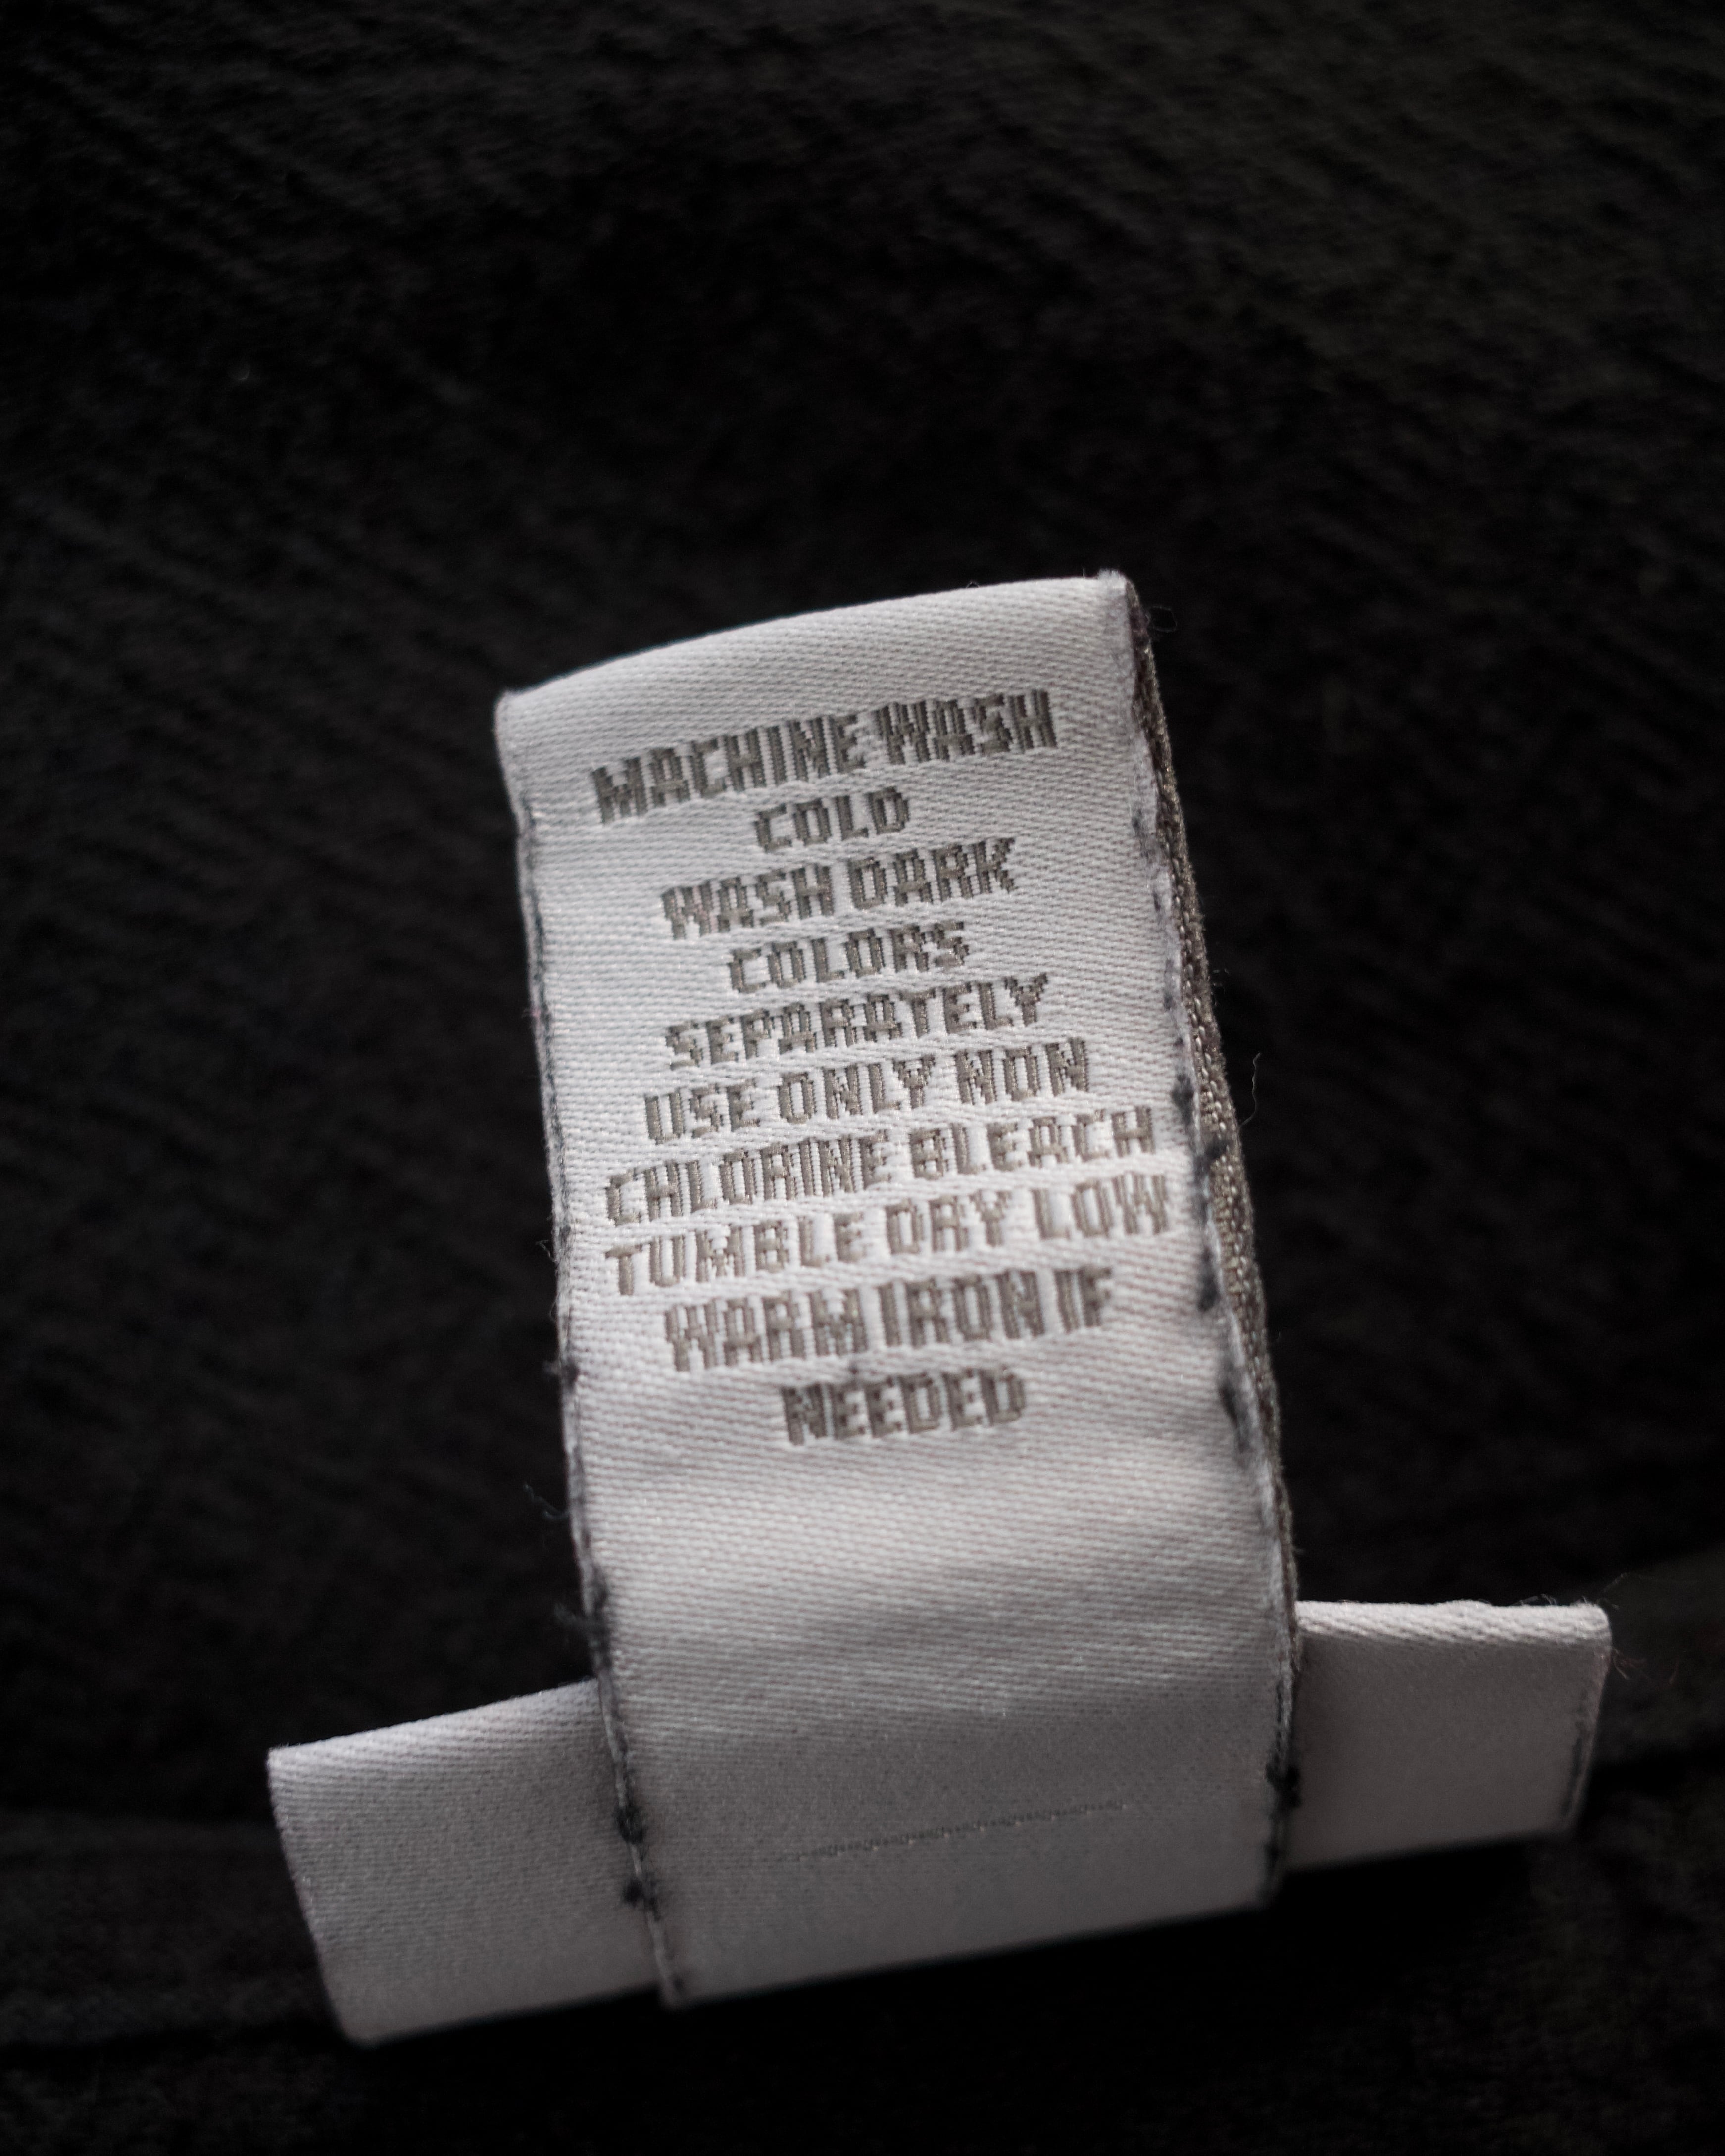 MACHINE WASH
COLD
WASH DARK
COLORS
SEPARATELY
USE ONLY NON
CHLORINE BLEACH
TUMBLE DRY LOW
WARM IRON IF
NEEDED